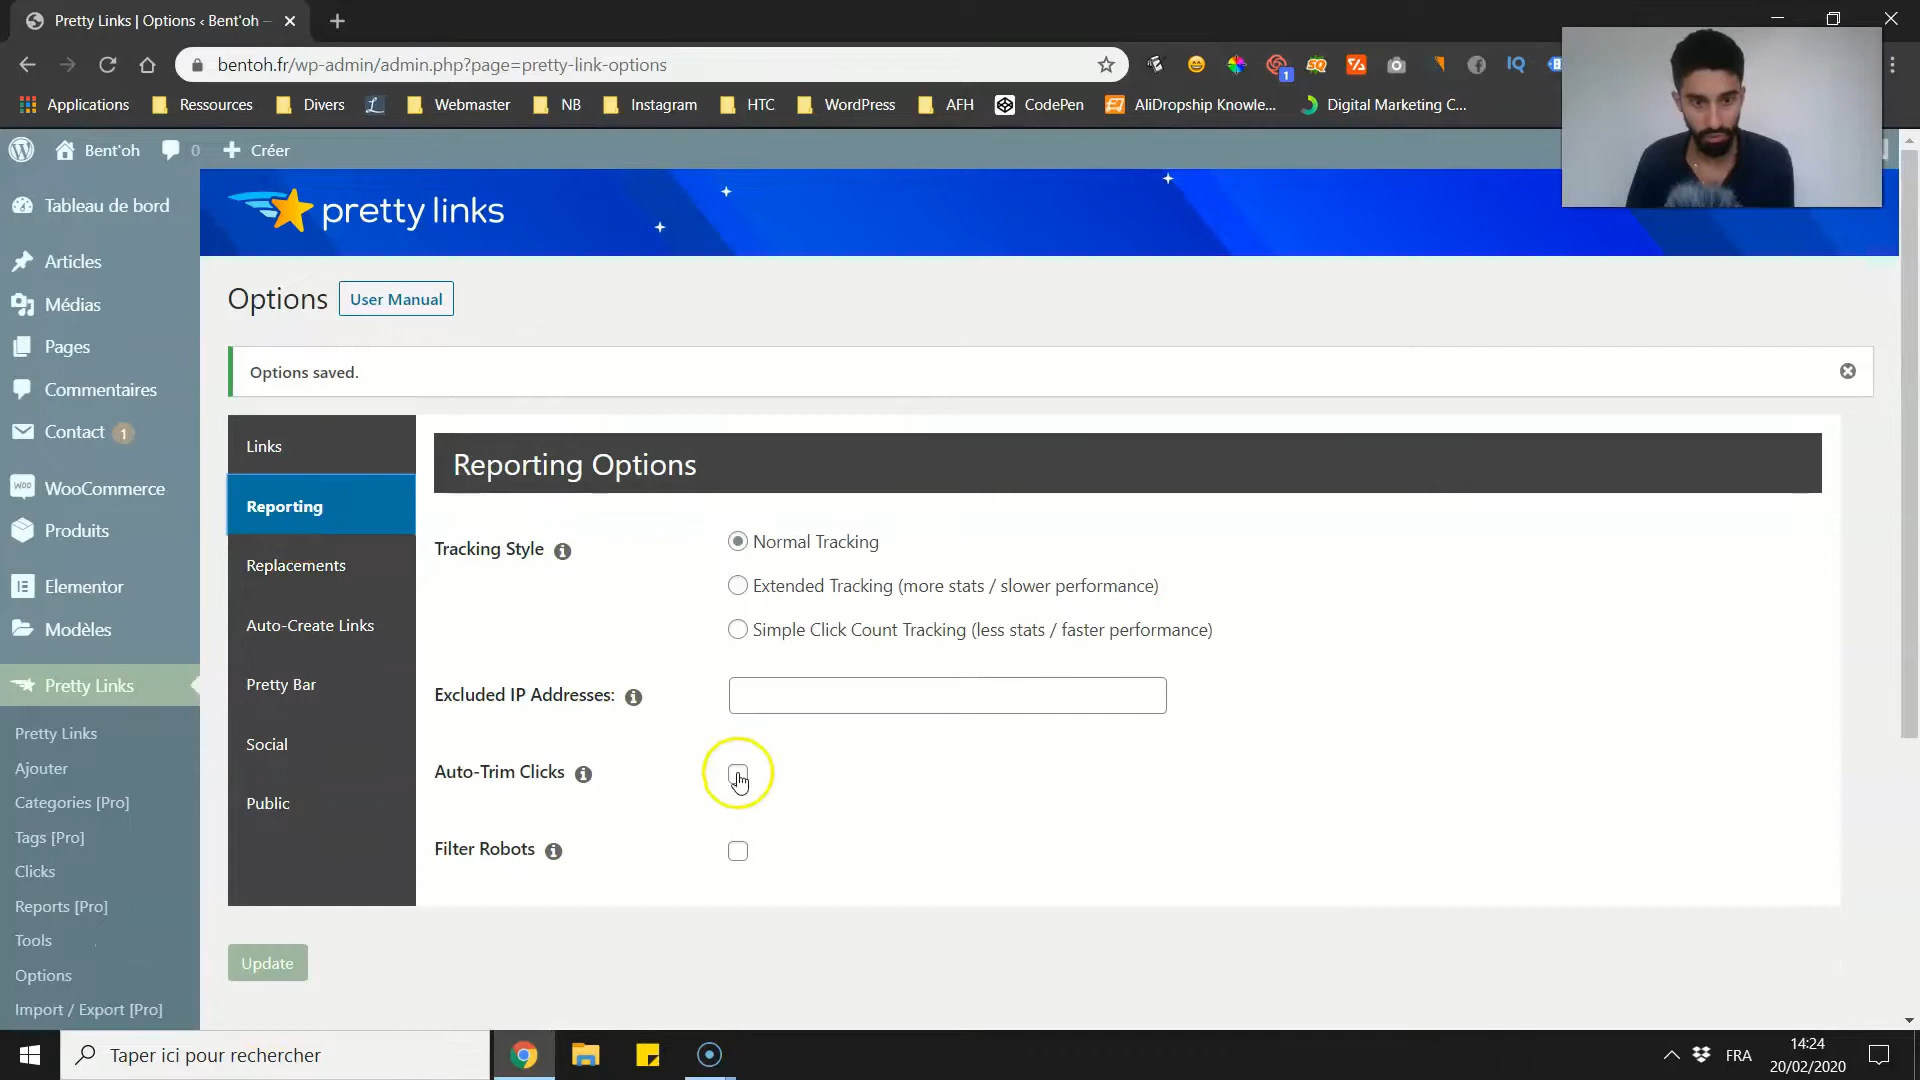 Pretty Links | Options ‹ Bent'oh —
bentoh.fr/wp-admin/admin.php?page=pretty-link-options
1
SQ
IQ
Applications
Ressources
Divers
Webmaster
NB
Instagram
HTC
WordPress
AFH
CodePen
AliDropship Knowle...
Digital Marketing C...
Bent'oh
0
Créer
Tableau de bord
Articles
Médias
Pages
Commentaires
Contact 1
WooCommerce
Produits
Elementor
Modèles
Pretty Links
Pretty Links
Ajouter
Categories [Pro]
Tags [Pro]
Clicks
Reports [Pro]
Tools
Options
Import / Export [Pro]
pretty links
Options
User Manual
Options saved.
Links
Reporting
Replacements
Auto-Create Links
Pretty Bar
Social
Public
Reporting Options
Tracking Style
Normal Tracking
Extended Tracking (more stats / slower performance)
Simple Click Count Tracking (less stats / faster performance)
Excluded IP Addresses:
Auto-Trim Clicks
Filter Robots
Update
Taper ici pour rechercher
FRA
14:24
20/02/2020